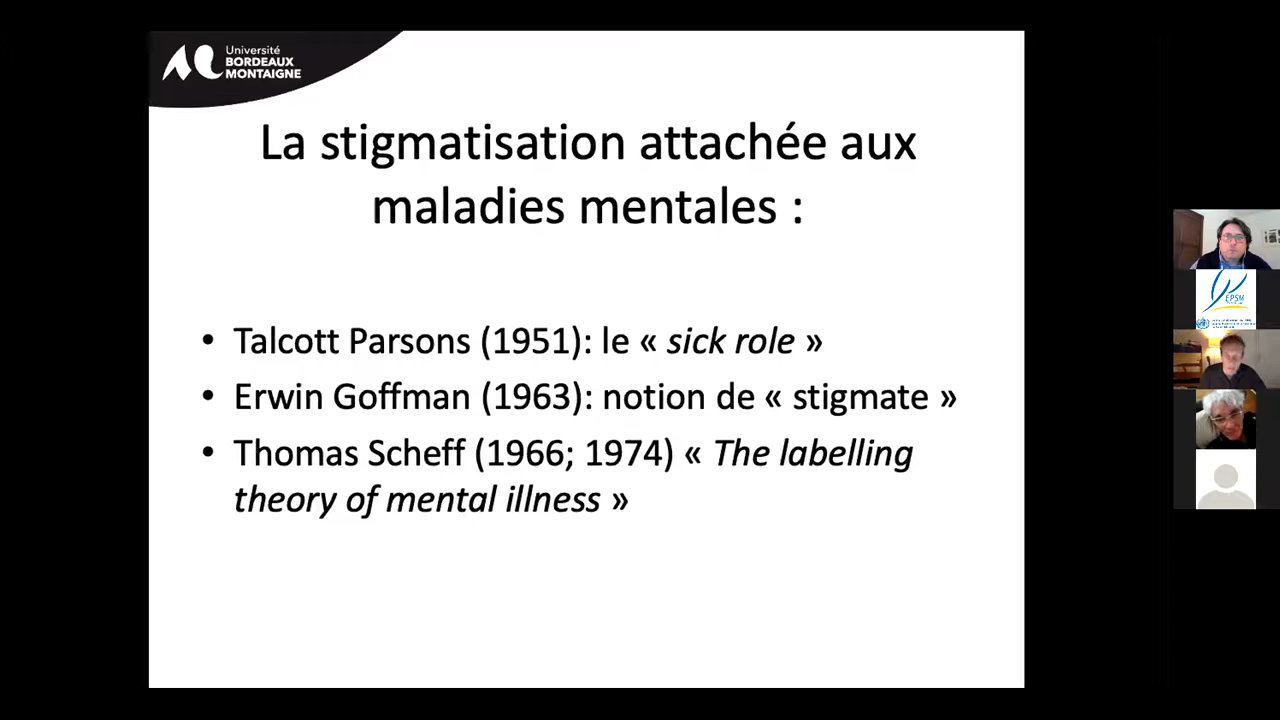 Université
BORDEAUX
MONTAIGNE
La stigmatisation attachée aux
maladies mentales :
• Talcott Parsons (1951): le « sick role »
• Erwin Goffman (1963): notion de « stigmate »
• Thomas Scheff (1966; 1974) « The labelling
theory of mental illness »
EPSM